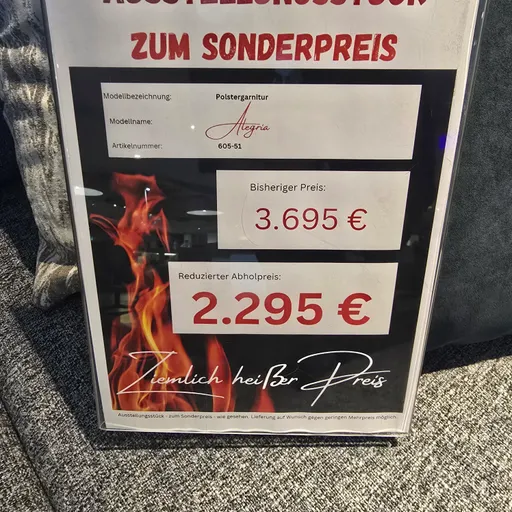 AUSSTELLUNGSSTÜCK
ZUM SONDERPREIS
Modellbezeichnung: Polstergarnitur
Modellname: Alegria
Artikelnummer: 605-51
Bisheriger Preis:
3.695 €
Reduzierter Abholpreis:
2.295 €
Ziemlich heißer Preis
Ausstellungsstück - zum Sonderpreis - wie gesehen. Lieferung auf Wunsch gegen geringen Mehrpreis möglich.